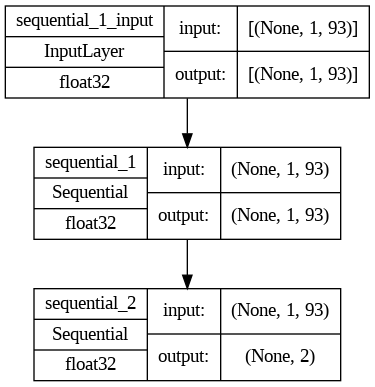 sequential_1_input
InputLayer
float32
input:
[(None, 1, 93)]
output:
[(None, 1, 93)]
sequential_1
Sequential
float32
input:
(None, 1, 93)
output:
(None, 1, 93)
sequential_2
Sequential
float32
input:
(None, 1, 93)
output:
(None, 2)